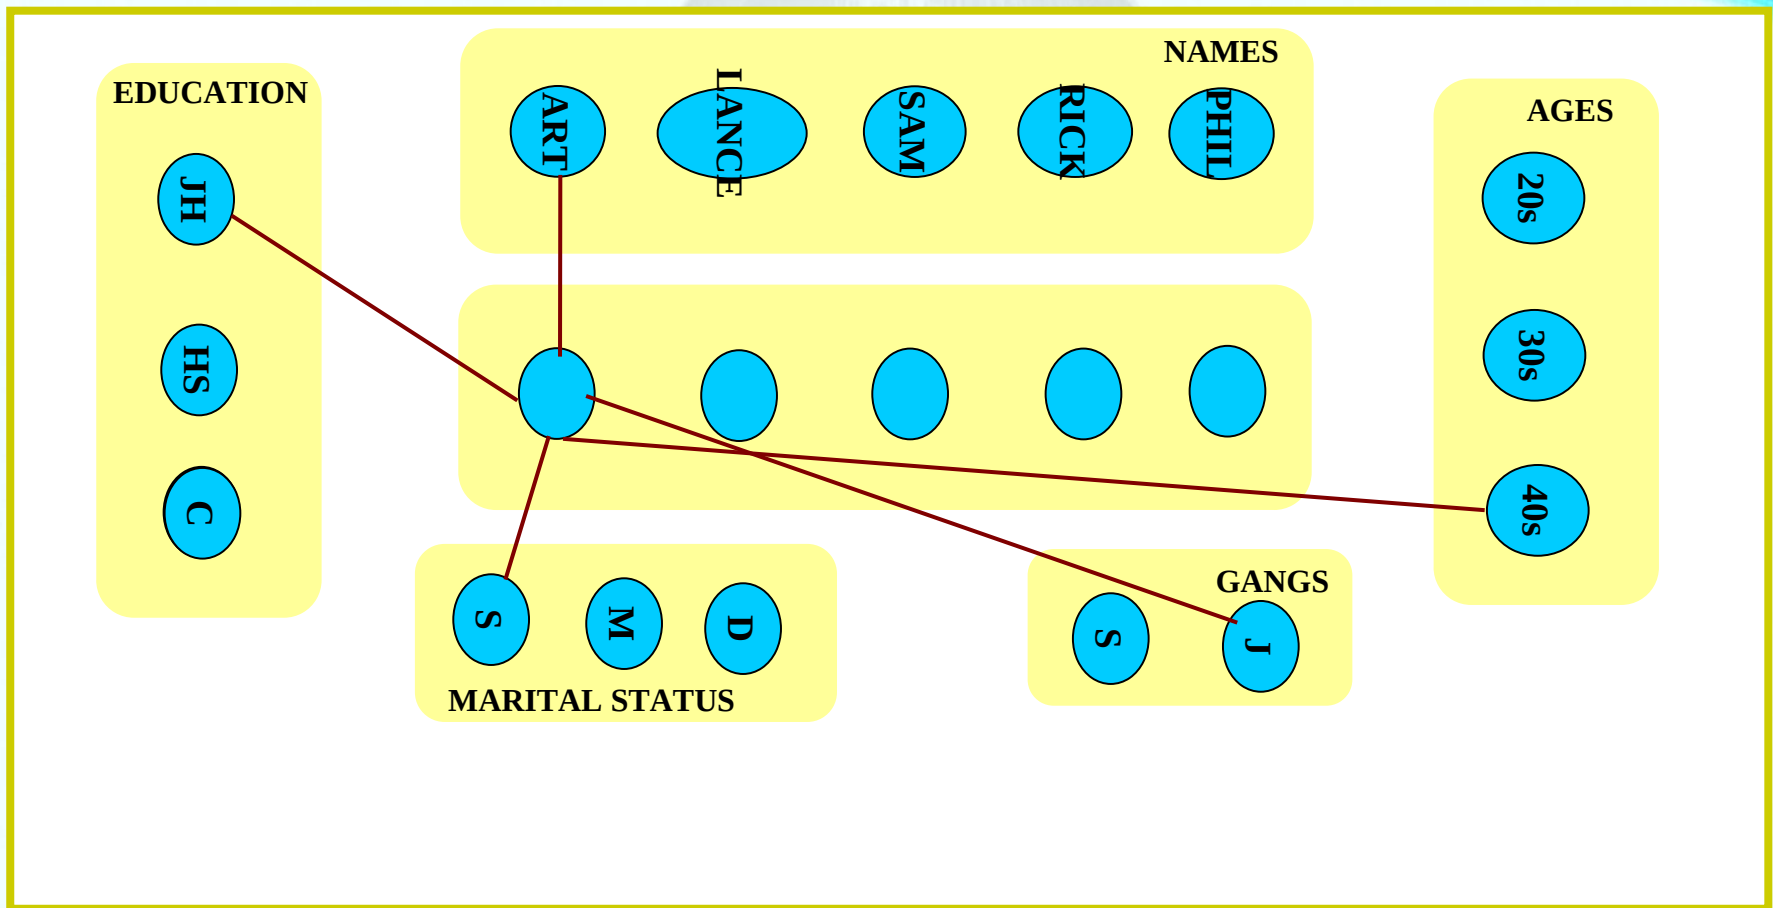 EDUCATION
JH
HS
C
NAMES
ART
LANCE
SAM
RICK
PHIL
AGES
20s
30s
40s
S
M
D
MARITAL STATUS
GANGS
S
J